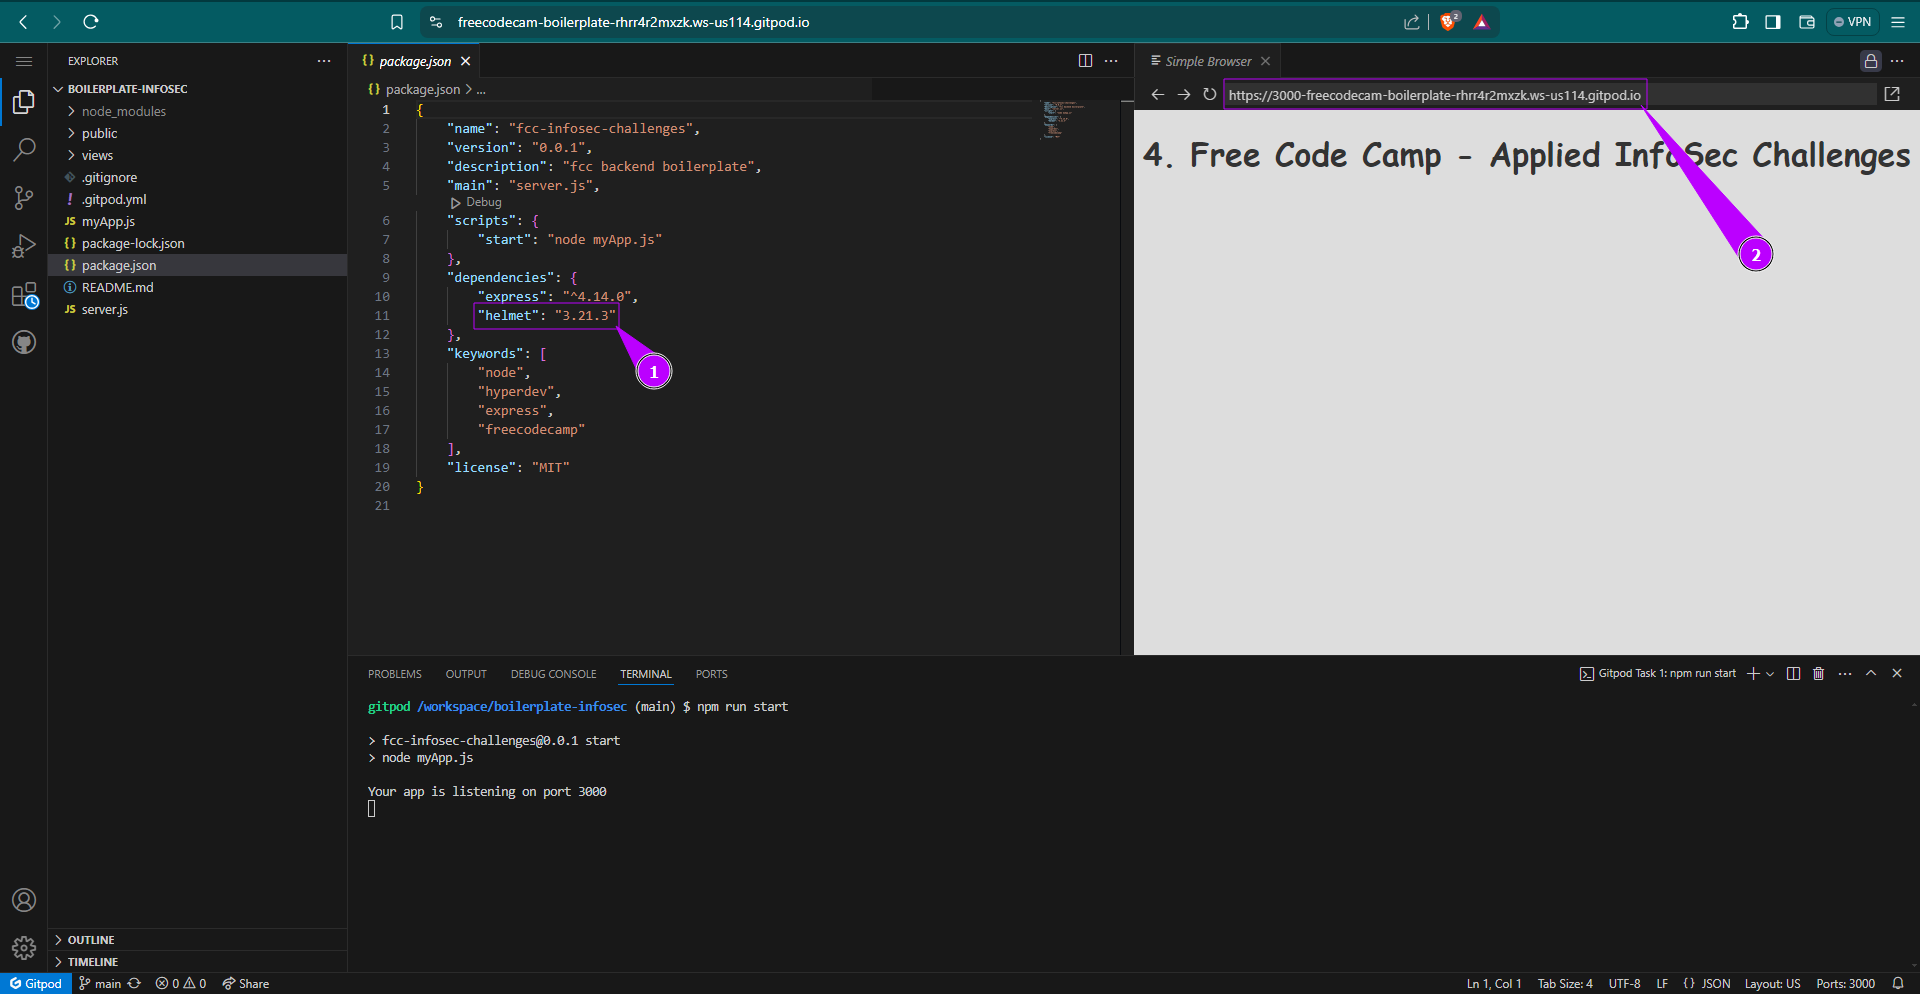 freecodecam-boilerplate-rhrr4r2mxzk.ws-us114.gitpod.io
2
VPN
EXPLORER
BOILERPLATE-INFOSEC
node_modules
public
views
.gitignore
! .gitpod.yml
JS myApp.js
{} package-lock.json
{} package.json
README.md
JS server.js
OUTLINE
TIMELINE
{} package.json
{} package.json > ...
1 {
2 "name": "fcc-infosec-challenges",
3 "version": "0.0.1",
4 "description": "fcc backend boilerplate",
5 "main": "server.js",
Debug
6 "scripts": {
7 "start": "node myApp.js"
8 },
9 "dependencies": {
10 "express": "^4.14.0",
11 "helmet": "3.21.3"
12 },
13 "keywords": [
14 "node",
15 "hyperdev",
16 "express",
17 "freecodecamp"
18 ],
19 "license": "MIT"
20 }
21
1
Simple Browser
https://3000-freecodecam-boilerplate-rhrr4r2mxzk.ws-us114.gitpod.io
4. Free Code Camp - Applied InfoSec Challenges
2
PROBLEMS OUTPUT DEBUG CONSOLE TERMINAL PORTS
Gitpod Task 1: npm run start
gitpod /workspace/boilerplate-infosec (main) $ npm run start
> fcc-infosec-challenges@0.0.1 start
> node myApp.js
Your app is listening on port 3000
Gitpod main 0 0 Share
Ln 1, Col 1 Tab Size: 4 UTF-8 LF {} JSON Layout: US Ports: 3000